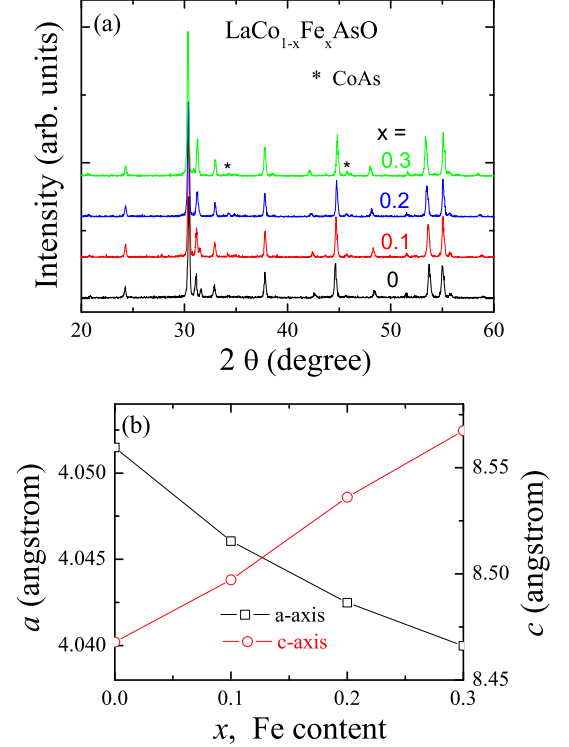 (a)
LaCo₁₋ₓFeₓAsO
* CoAs
x =
*
*
0.3
0.2
0.1
0
Intensity (arb. units)
20 30 40 50 60
2 θ (degree)
(b)
4.050
4.045
4.040
a (angstrom)
8.55
8.50
8.45
c (angstrom)
a-axis
c-axis
0.0 0.1 0.2 0.3
x, Fe content